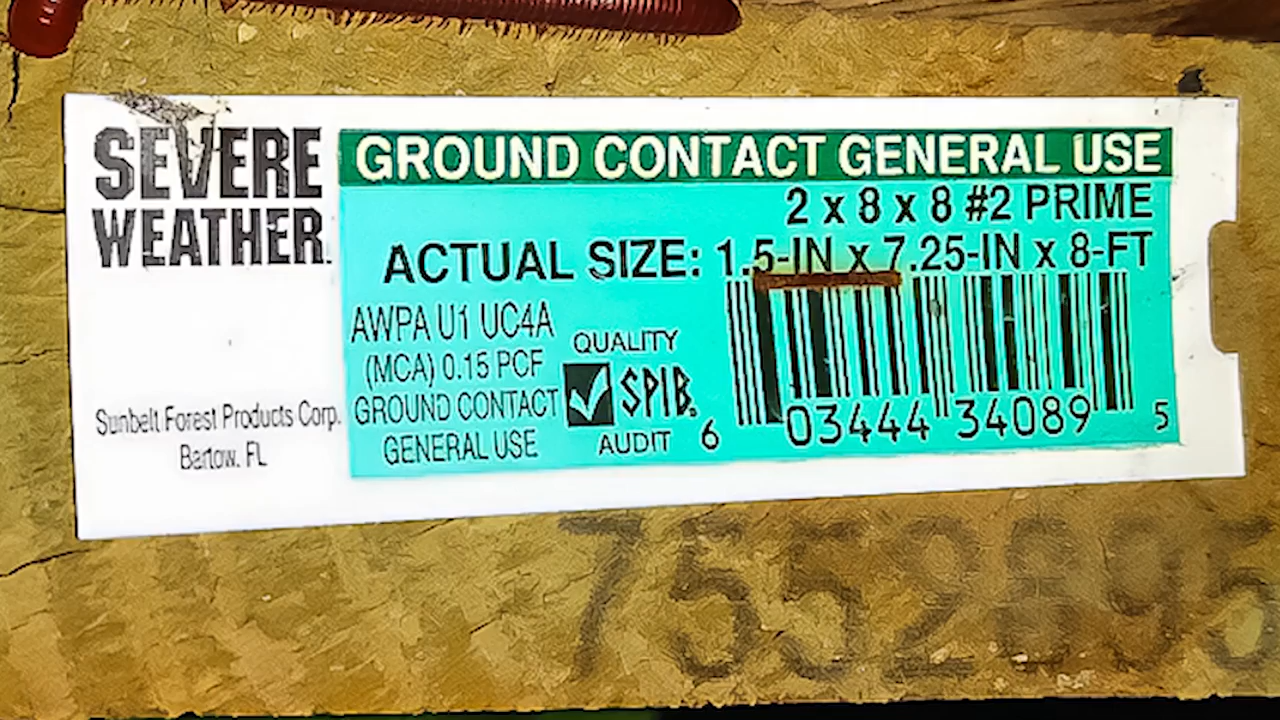 SEVERE
WEATHER.
GROUND CONTACT GENERAL USE
2 x 8 x 8 #2 PRIME
ACTUAL SIZE: 1.5-IN x 7.25-IN x 8-FT
AWPA U1 UC4A
(MCA) 0.15 PCF
GROUND CONTACT
GENERAL USE
QUALITY
SPIB.
AUDIT
6 03444 34089 5
Sunbelt Forest Products Corp.
Bartow, FL
7552895